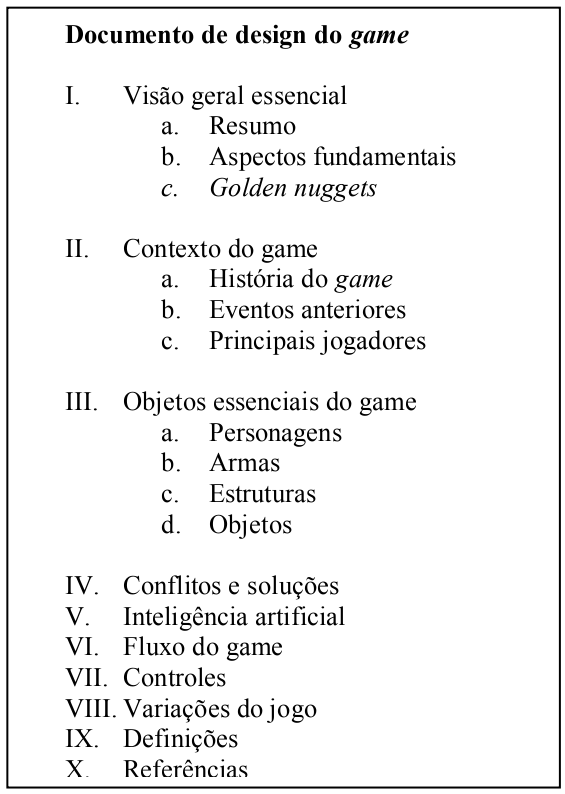 Documento de design do game
I. Visão geral essencial
a. Resumo
b. Aspectos fundamentais
c. Golden nuggets
II. Contexto do game
a. História do game
b. Eventos anteriores
c. Principais jogadores
III. Objetos essenciais do game
a. Personagens
b. Armas
c. Estruturas
d. Objetos
IV. Conflitos e soluções
V. Inteligência artificial
VI. Fluxo do game
VII. Controles
VIII. Variações do jogo
IX. Definições
X. Referências